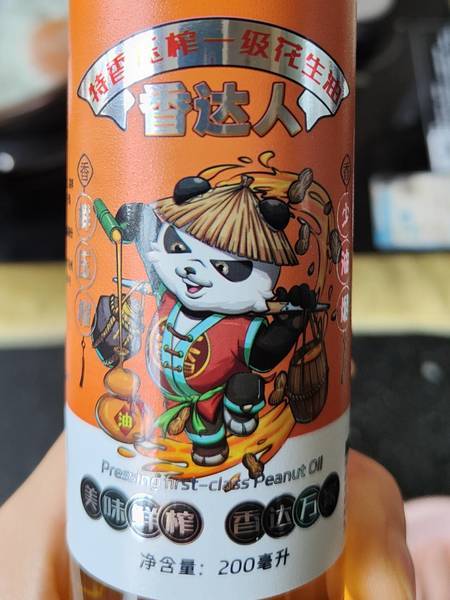 特香压榨一级花生油
香达人
香
油
Pressing first-class Peanut Oil
美味鲜榨 香达万
净含量：200毫升